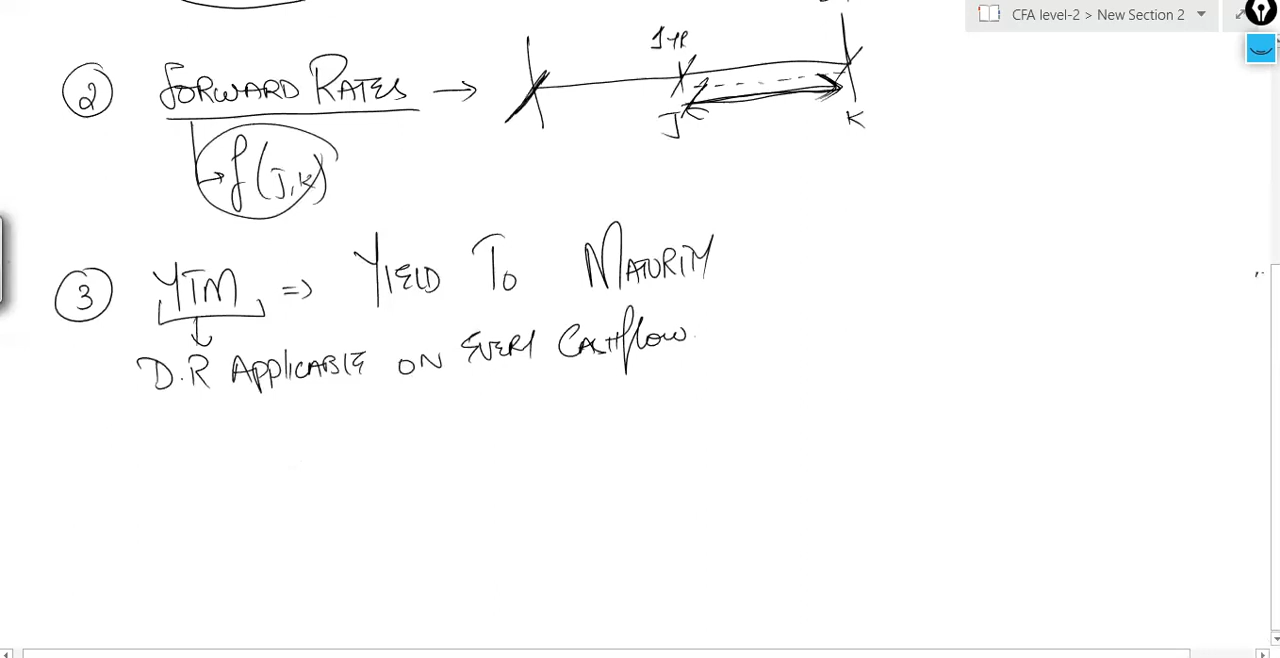 CFA level-2 > New Section 2
1 YR
② FORWARD RATES →
J K
f(J,K)
③ YTM => YIELD TO MATURITY
D.R APPLICABLE ON EVERY CASHFLOW.